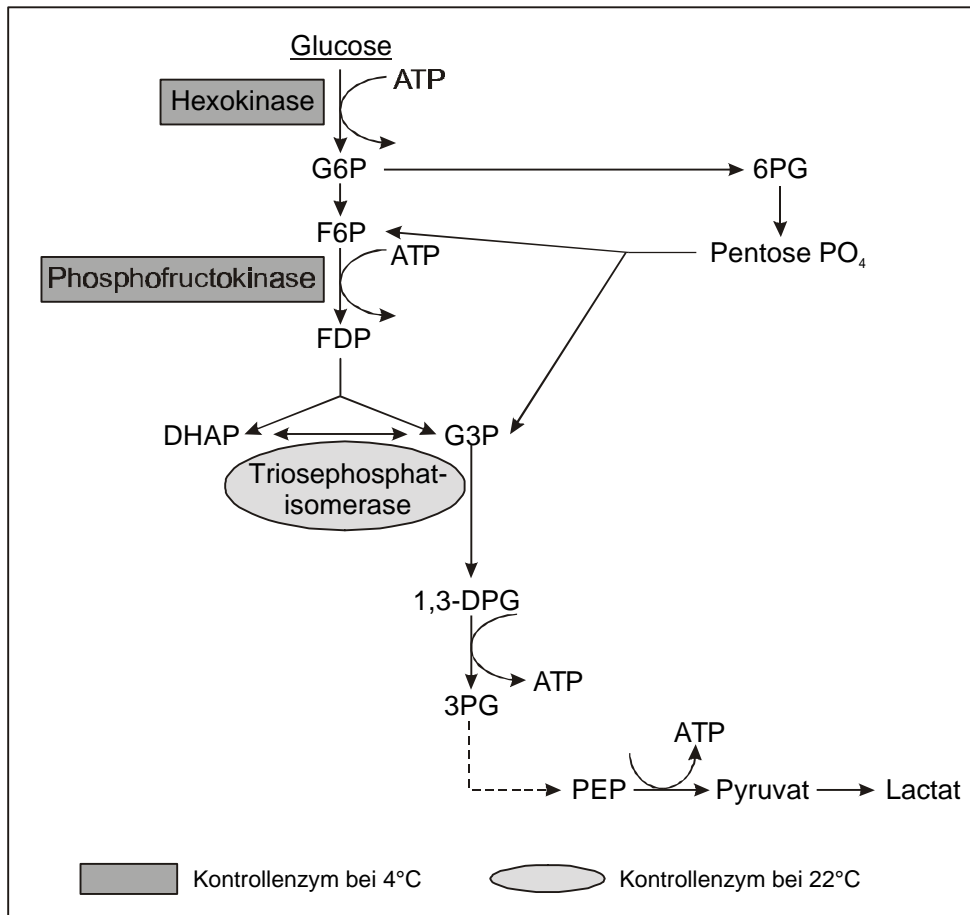 Glucose
ATP
Hexokinase
G6P
6PG
F6P
ATP
Pentose PO₄
Phosphofructokinase
FDP
DHAP
G3P
Triosephosphat-
isomerase
1,3-DPG
ATP
3PG
ATP
PEP
Pyruvat
Lactat
Kontrollenzym bei 4°C
Kontrollenzym bei 22°C